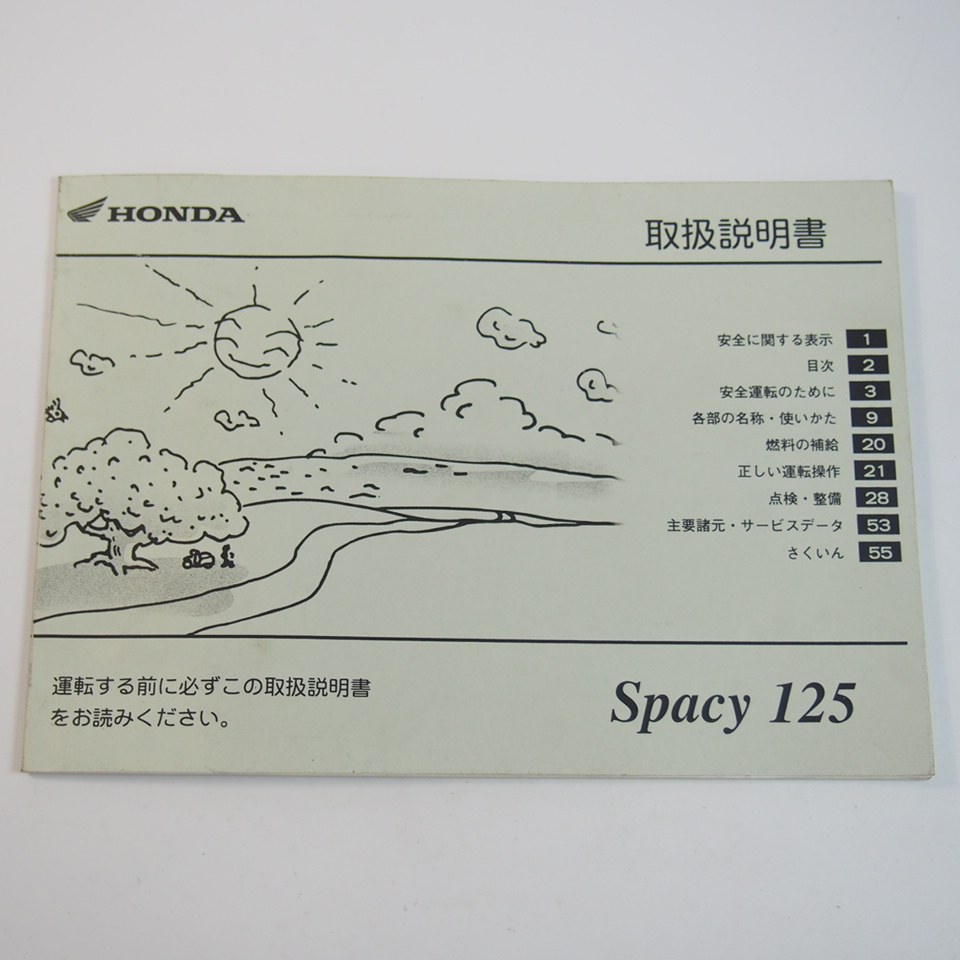 HONDA
取扱説明書
安全に関する表示 1
目次 2
安全運転のために 3
各部の名称・使いかた 9
燃料の補給 20
正しい運転操作 21
点検・整備 28
主要諸元・サービスデータ 53
さくいん 55
運転する前に必ずこの取扱説明書
をお読みください。
Spacy 125